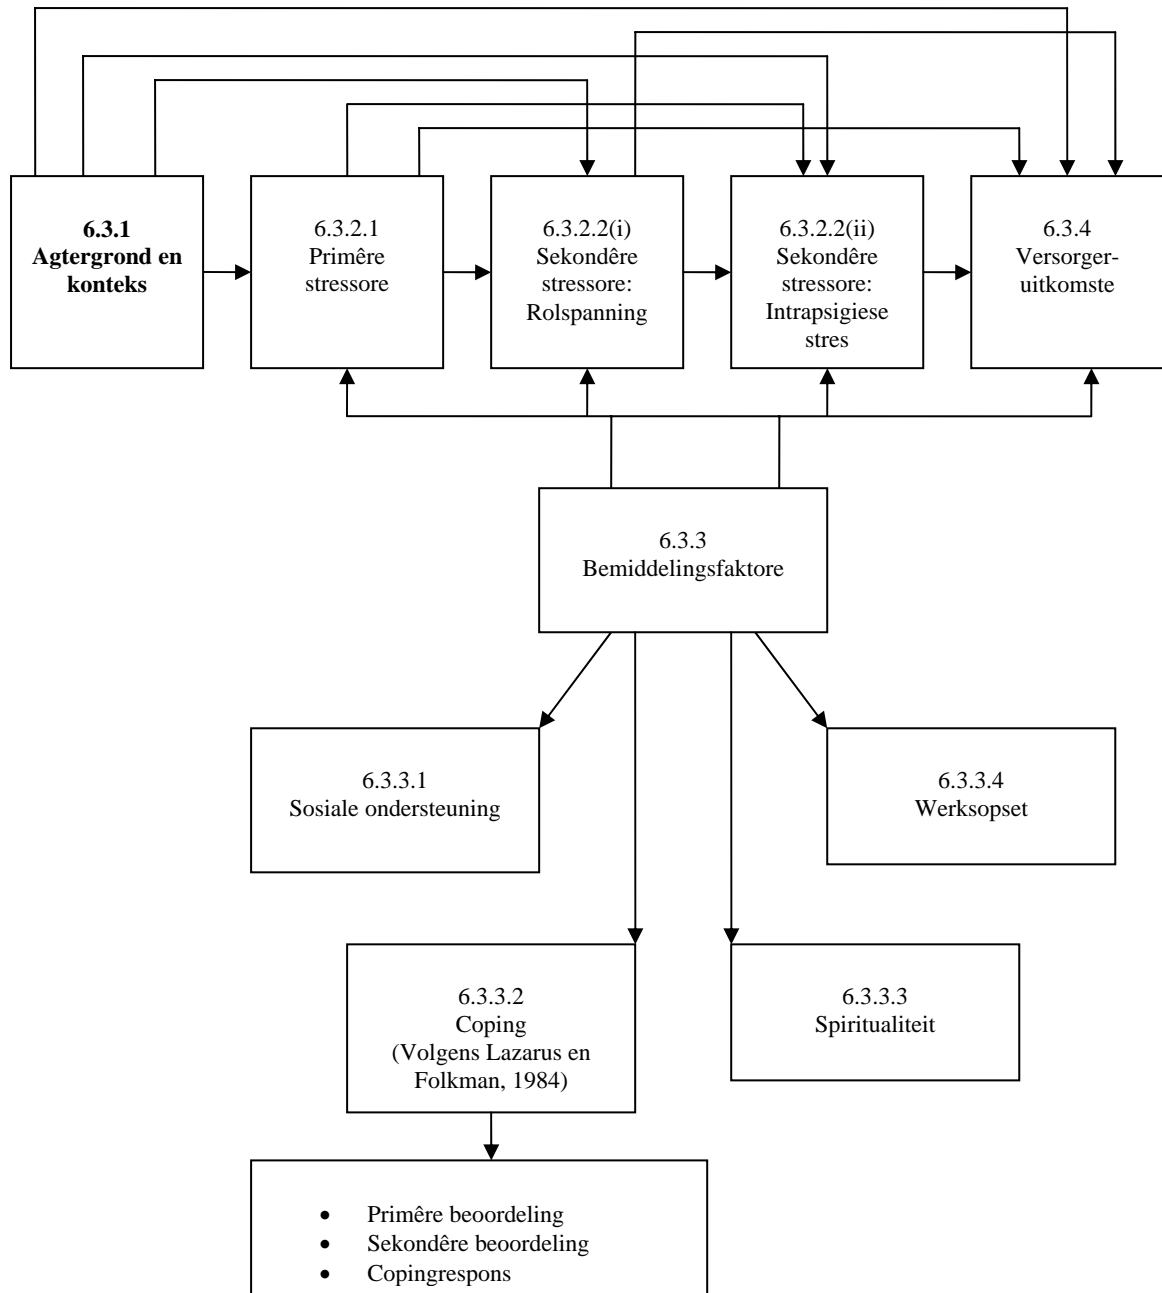 6.3.1
Agtergrond en
konteks
6.3.2.1
Primêre
stressore
6.3.2.2(i)
Sekondêre
stressore:
Rolspanning
6.3.2.2(ii)
Sekondêre
stressore:
Intrapsigiese
stres
6.3.4
Versorger-
uitkomste
6.3.3
Bemiddelingsfaktore
6.3.3.1
Sosiale ondersteuning
6.3.3.4
Werksopset
6.3.3.2
Coping
(Volgens Lazarus en
Folkman, 1984)
6.3.3.3
Spiritualiteit
• Primêre beoordeling
• Sekondêre beoordeling
• Copingrespons